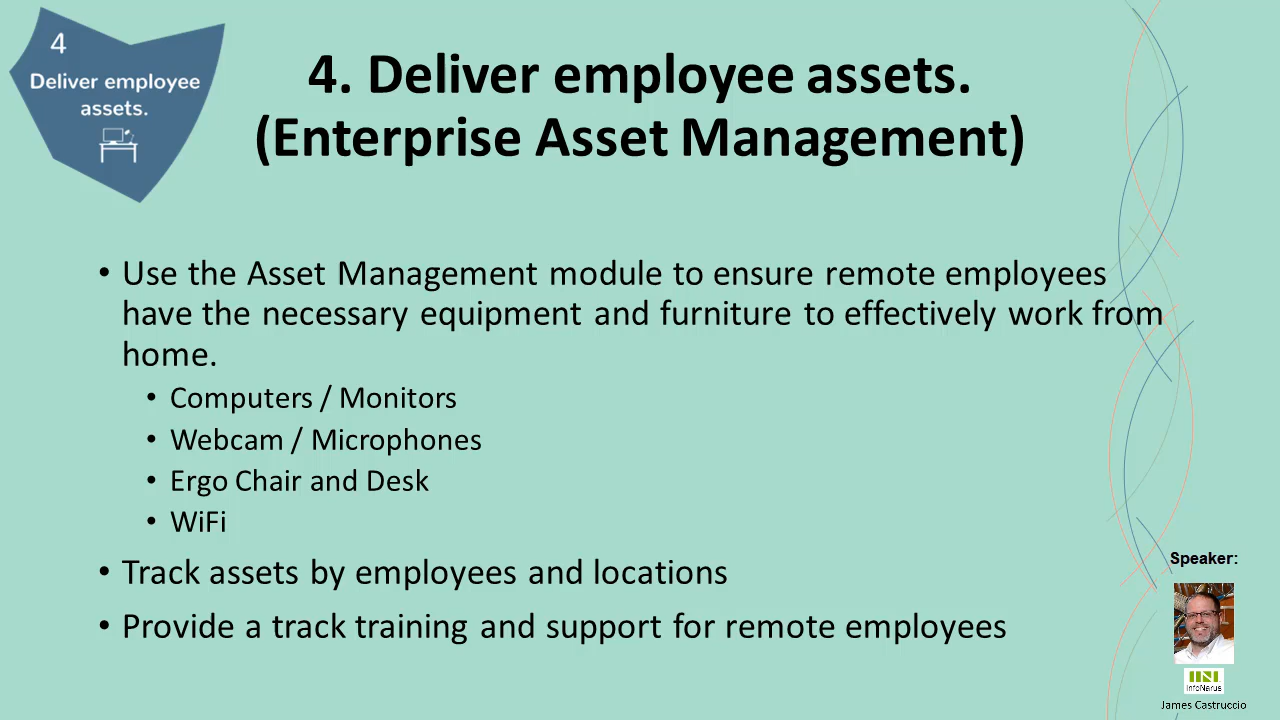 4
Deliver employee
assets.
4. Deliver employee assets.
(Enterprise Asset Management)
• Use the Asset Management module to ensure remote employees
have the necessary equipment and furniture to effectively work from
home.
• Computers / Monitors
• Webcam / Microphones
• Ergo Chair and Desk
• WiFi
• Track assets by employees and locations
• Provide a track training and support for remote employees
Speaker:
InfoNarus
James Castruccio